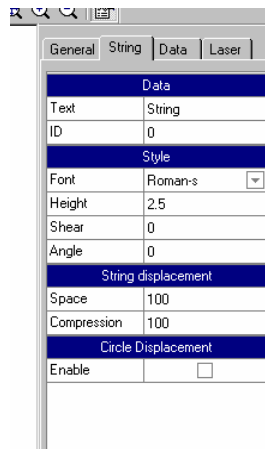 General String Data Laser
Data
Text String
ID 0
Style
Font Roman-s
Height 2.5
Shear 0
Angle 0
String displacement
Space 100
Compression 100
Circle Displacement
Enable